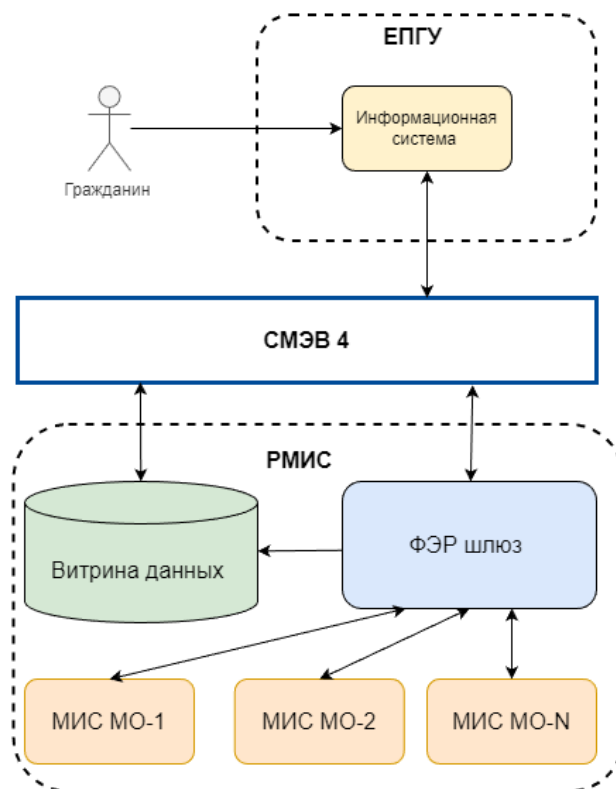 ЕПГУ
Информационная
система
Гражданин
СМЭВ 4
РМИС
Витрина данных
ФЭР шлюз
МИС МО-1
МИС МО-2
МИС МО-N